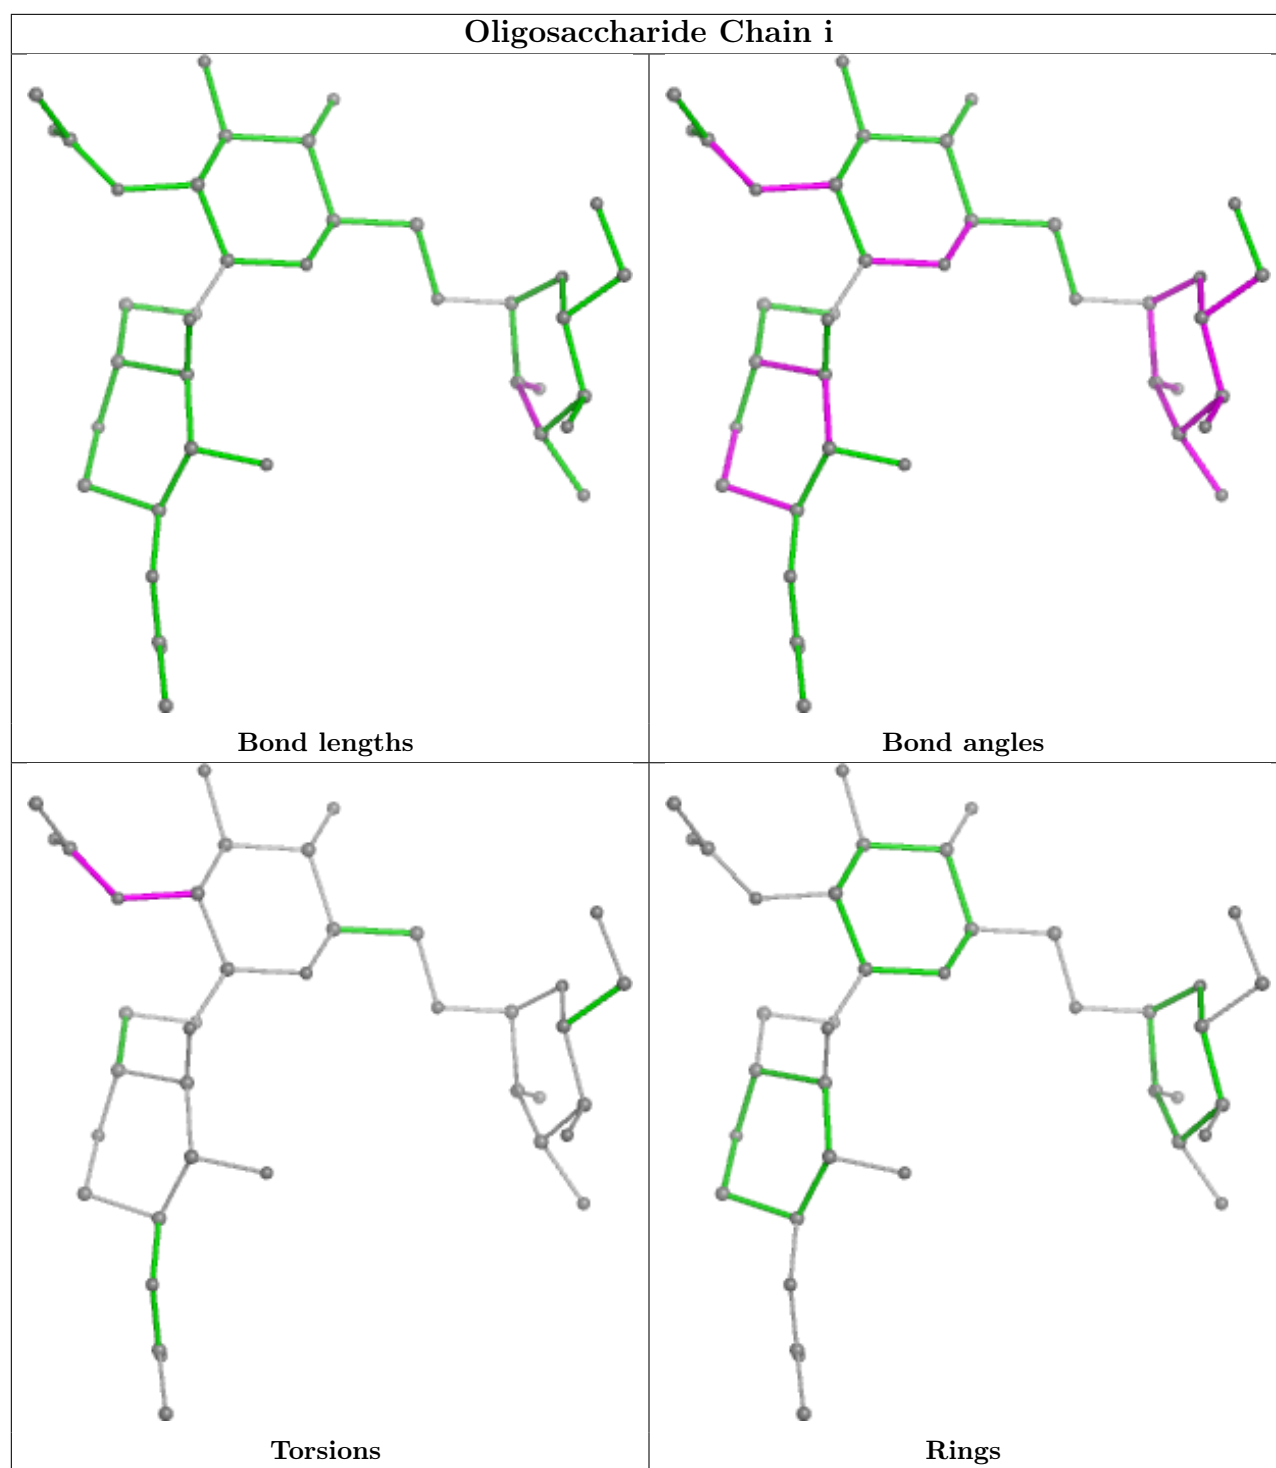 Oligosaccharide Chain i
Bond lengths
Bond angles
Torsions
Rings